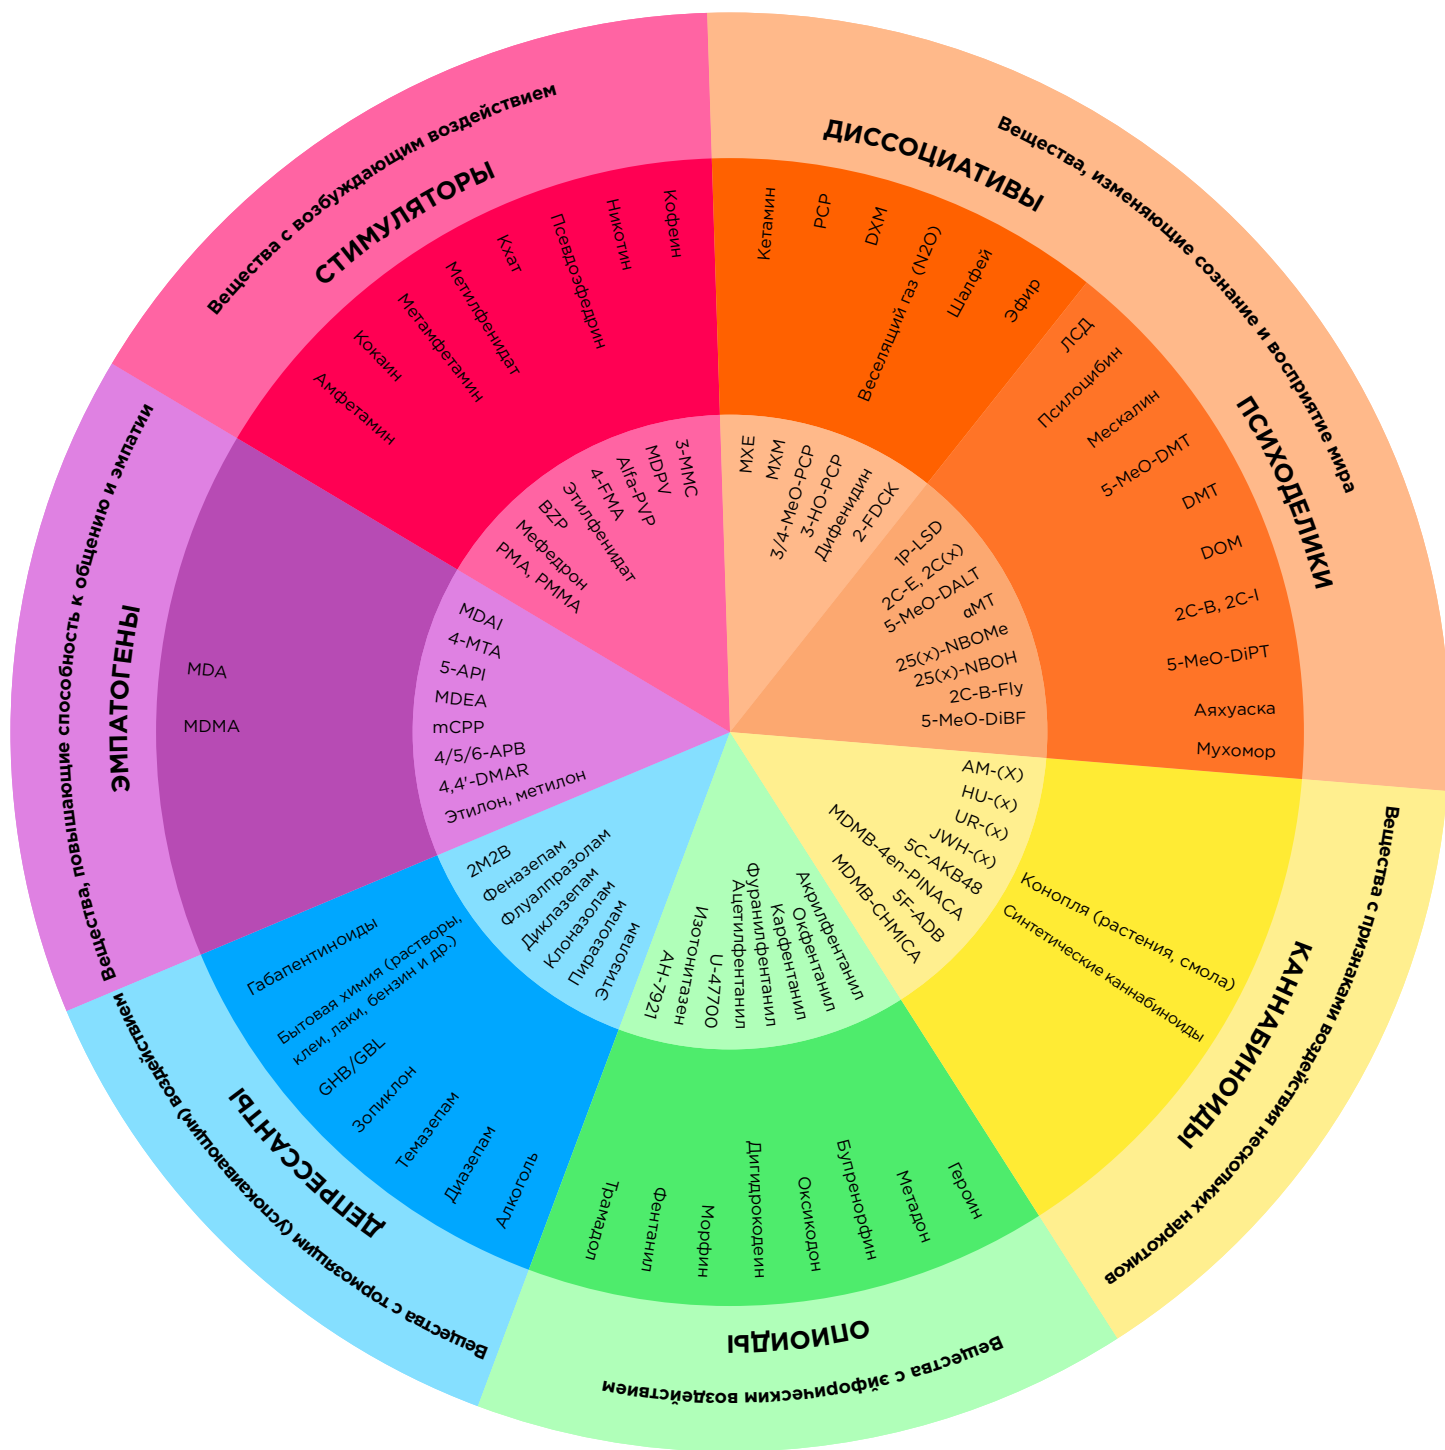 Вещества с возбуждающим воздействием
СТИМУЛЯТОРЫ
Амфетамин
Кокаин
Метамфетамин
Метилфенидат
Кхат
Псевдоэфедрин
Никотин
Кофеин
PMA, PMMA
Мефедрон
BZP
Этилфенидат
4-FMA
Alfa-PVP
MDPV
3-MMC
Вещества, изменяющие сознание и восприятие мира
ДИССОЦИАТИВЫ
Кетамин
PCP
DXM
Веселящий газ (N2O)
Шалфей
Эфир
MXE
MXM
3/4-MeO-PCP
3-HO-PCP
Дифенидин
2-FDCK
ПСИХОДЕЛИКИ
ЛСД
Псилоцибин
Мескалин
5-MeO-DMT
DMT
DOM
2C-B, 2C-I
5-MeO-DiPT
Аяхуаска
Мухомор
1P-LSD
2C-E, 2C(x)
5-MeO-DALT
αMT
25(x)-NBOMe
25(x)-NBOH
2C-B-Fly
5-MeO-DiBF
Вещества с признаками воздействия нескольких наркотиков
КАННАБИНОИДЫ
Конопля (растения, смола)
Синтетические каннабиноиды
AM-(X)
HU-(x)
UR-(x)
JWH-(x)
5C-AKB48
MDMB-4en-PINACA
5F-ADB
MDMB-CHMICA
Вещества с эйфорическим воздействием
ОПИОИДЫ
Героин
Метадон
Бупренорфин
Оксикодон
Дигидрокодеин
Морфин
Фентанил
Трамадол
Акрилфентанил
Окфентанил
Карфентанил
Фуранилфентанил
Ацетилфентанил
U-47700
Изотонитазен
AH-7921
Вещества с тормозящим (успокаивающим) воздействием
ДЕПРЕССАНТЫ
Габапентиноиды
Бытовая химия (растворы,
клеи, лаки, бензин и др.)
GHB/GBL
Зопиклон
Темазепам
Диазепам
Алкоголь
2M2B
Феназепам
Флуалпразолам
Диклазепам
Клоназолам
Пиразолам
Этизолам
Вещества, повышающие способность к общению и эмпатии
ЭМПАТОГЕНЫ
MDA
MDMA
MDAI
4-MTA
5-API
MDEA
mCPP
4/5/6-APB
4,4'-DMAR
Этилон, метилон